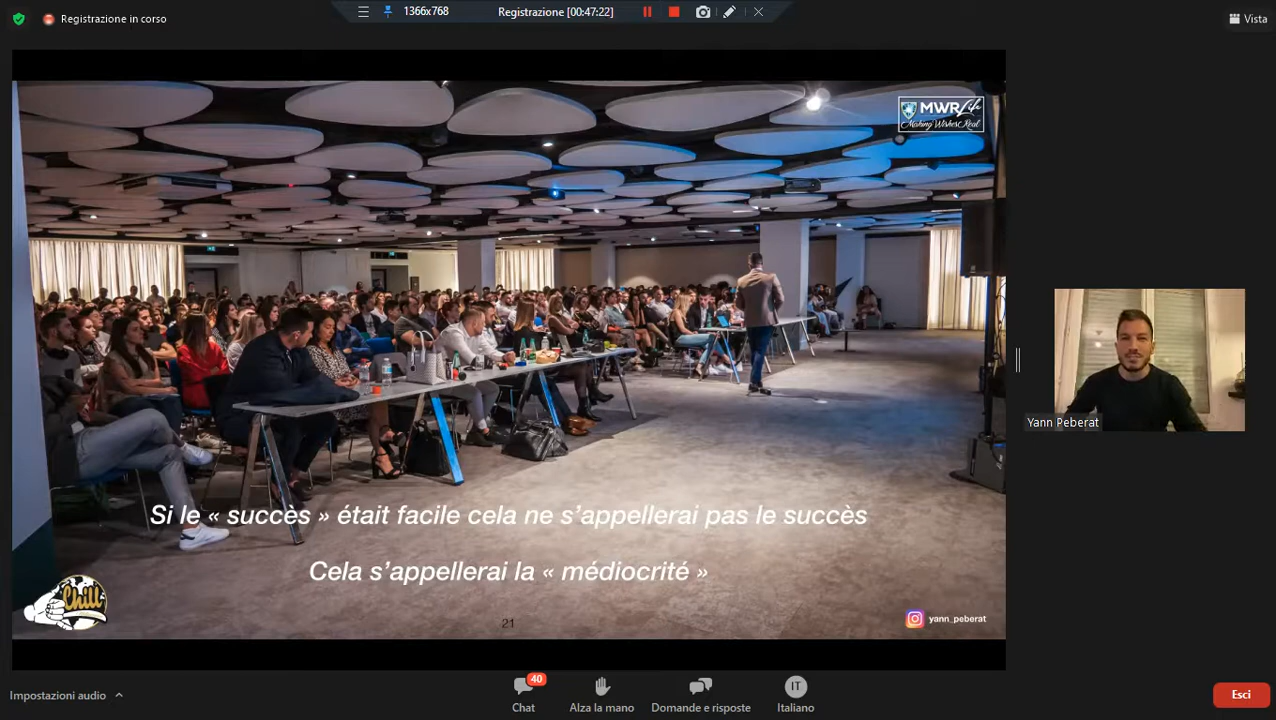 Registrazione in corso
1366x768
Registrazione [00:47:22]
Vista
MWRLife
Making Wishes Real
Yann Peberat
Si le « succès » était facile cela ne s'appellerai pas le succès
Cela s'appellerai la « médiocrité »
Chill
21
yann_peberat
Impostazioni audio
40
Chat
Alza la mano
Domande e risposte
IT
Italiano
Esci